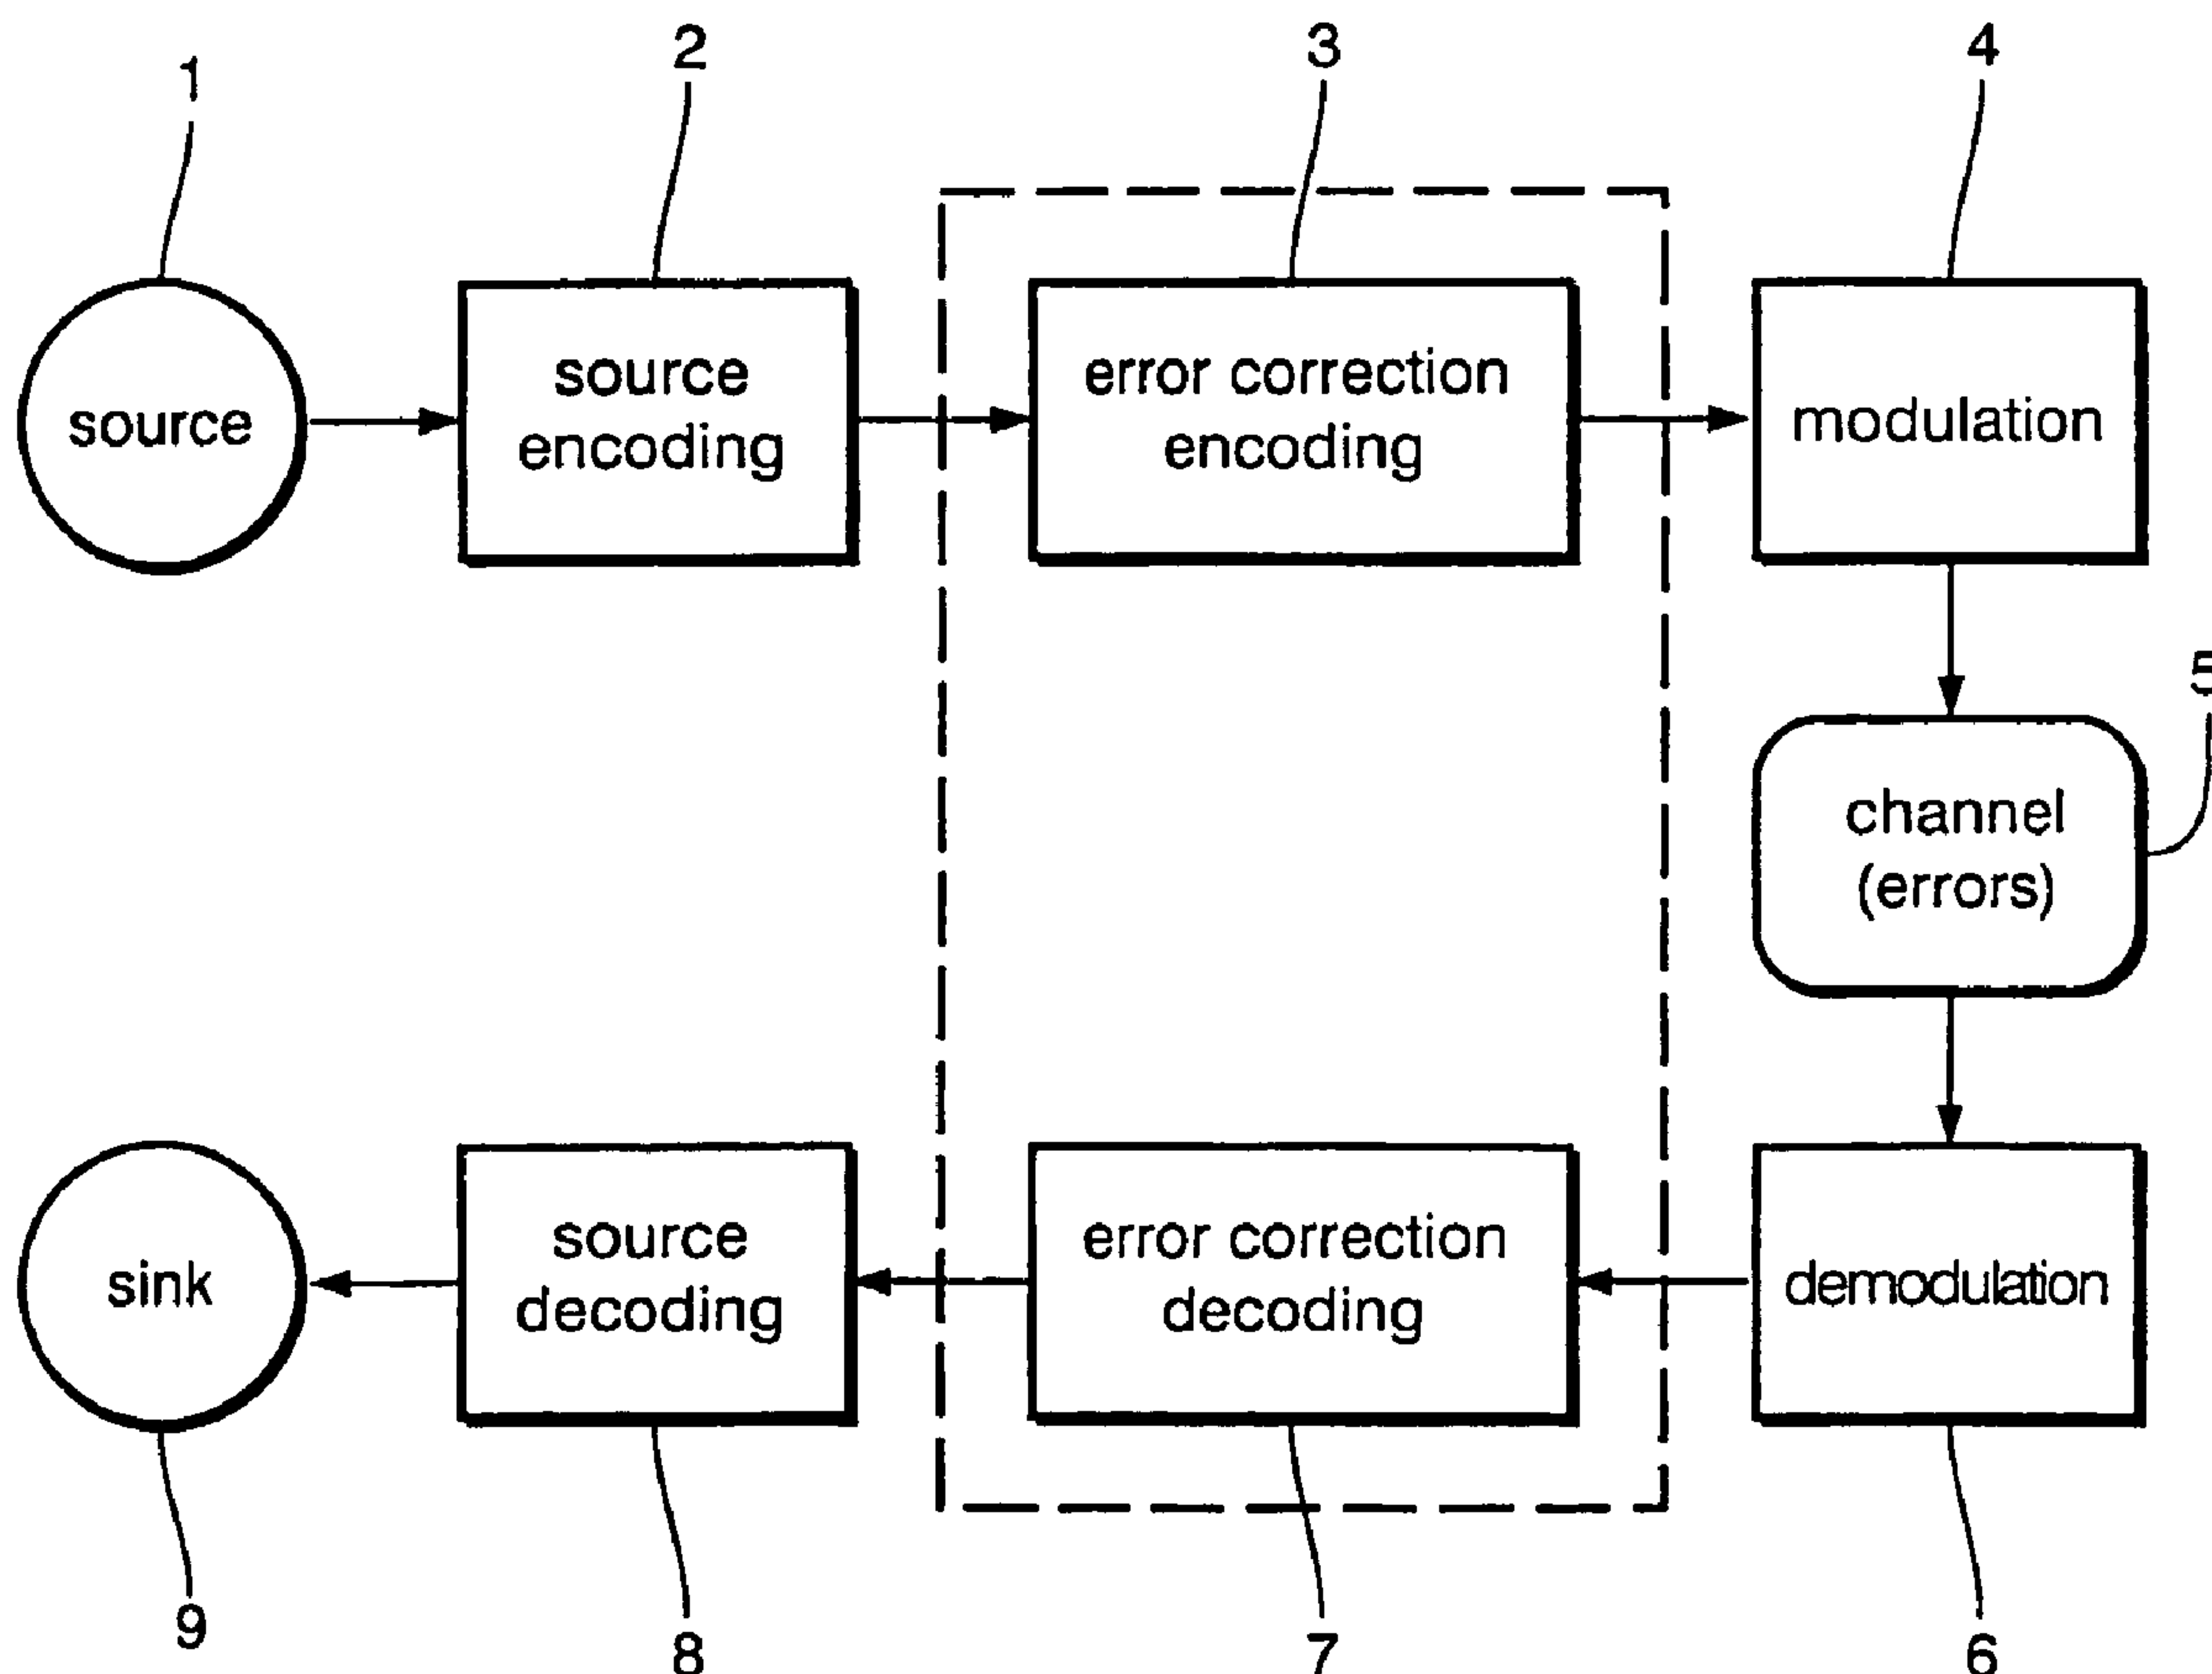 1
2
3
4
source
source
encoding
error correction
encoding
modulation
5
channel
(errors)
sink
source
decoding
error correction
decoding
demodulation
9
8
7
6